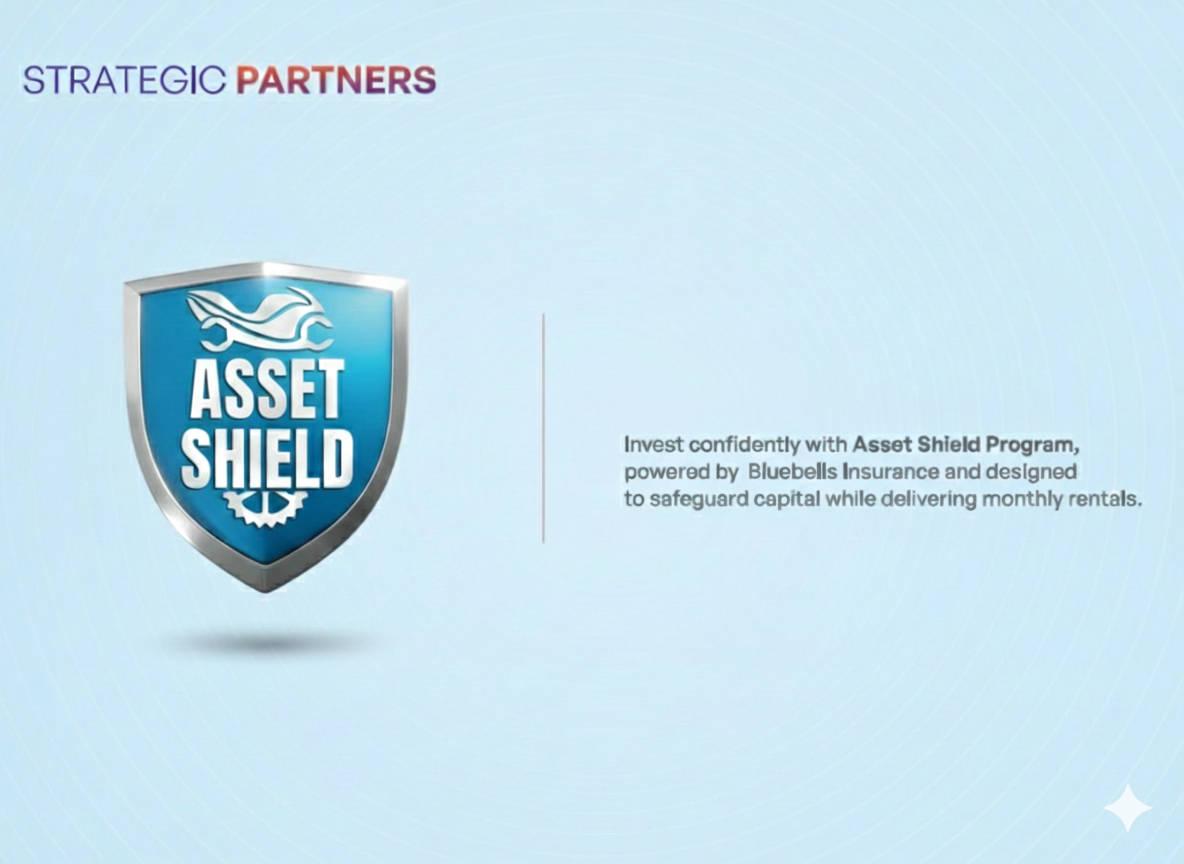 STRATEGIC PARTNERS
ASSET
SHIELD
Invest confidently with Asset Shield Program,
powered by Bluebells Insurance and designed
to safeguard capital while delivering monthly rentals.